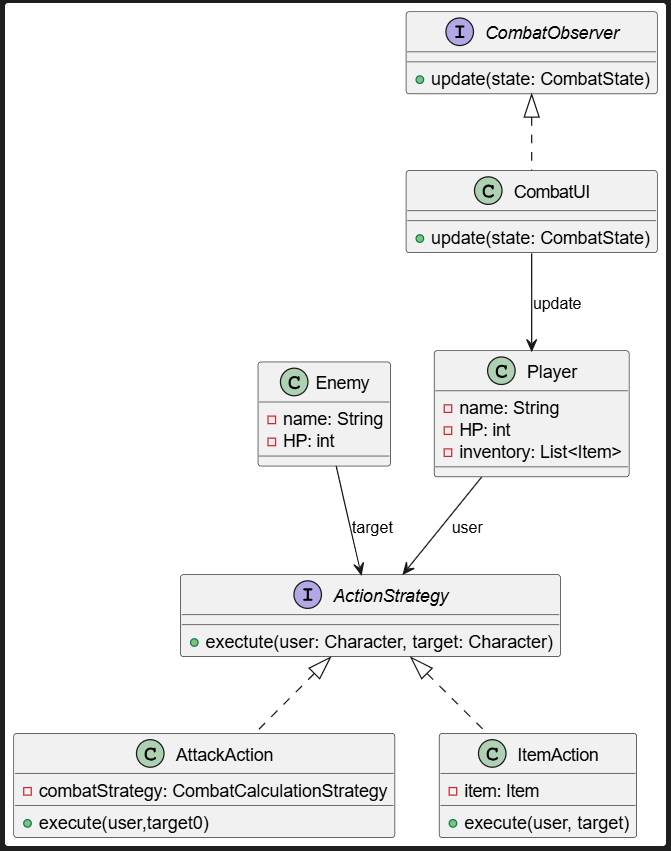 I CombatObserver
update(state: CombatState)
C CombatUI
update(state: CombatState)
update
C Enemy
name: String
HP: int
C Player
name: String
HP: int
inventory: List<Item>
target
user
I ActionStrategy
exectute(user: Character, target: Character)
C AttackAction
combatStrategy: CombatCalculationStrategy
execute(user,target0)
C ItemAction
item: Item
execute(user, target)